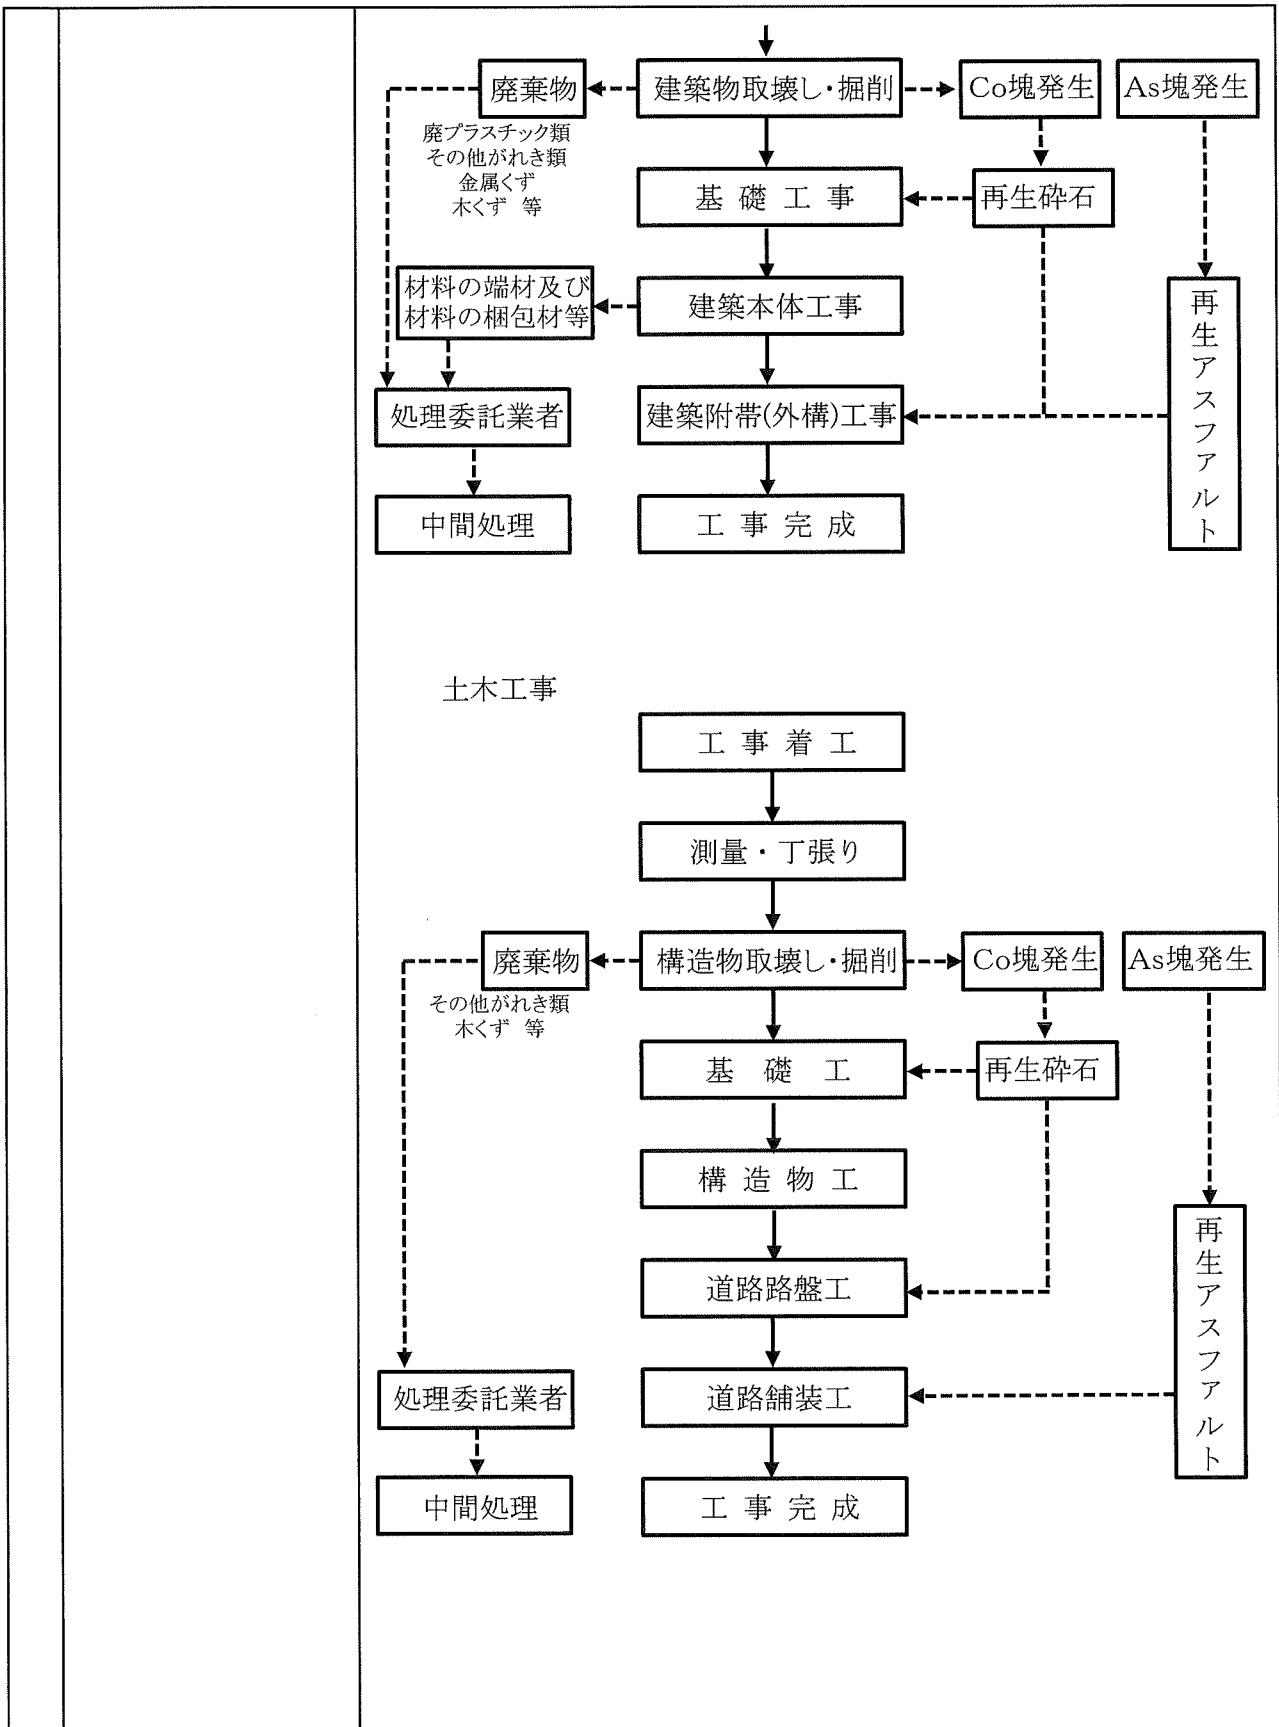 廃棄物
建築物取壊し・掘削
Co塊発生
As塊発生
廃プラスチック類
その他がれき類
金属くず
木くず 等
基 礎 工 事
再生砕石
材料の端材及び
材料の梱包材等
建築本体工事
再生アスファルト
処理委託業者
建築附帯(外構)工事
中間処理
工 事 完 成
土木工事
工 事 着 工
測量・丁張り
廃棄物
構造物取壊し・掘削
Co塊発生
As塊発生
その他がれき類
木くず 等
基 礎 工
再生砕石
構 造 物 工
再生アスファルト
道路路盤工
処理委託業者
道路舗装工
中間処理
工 事 完 成